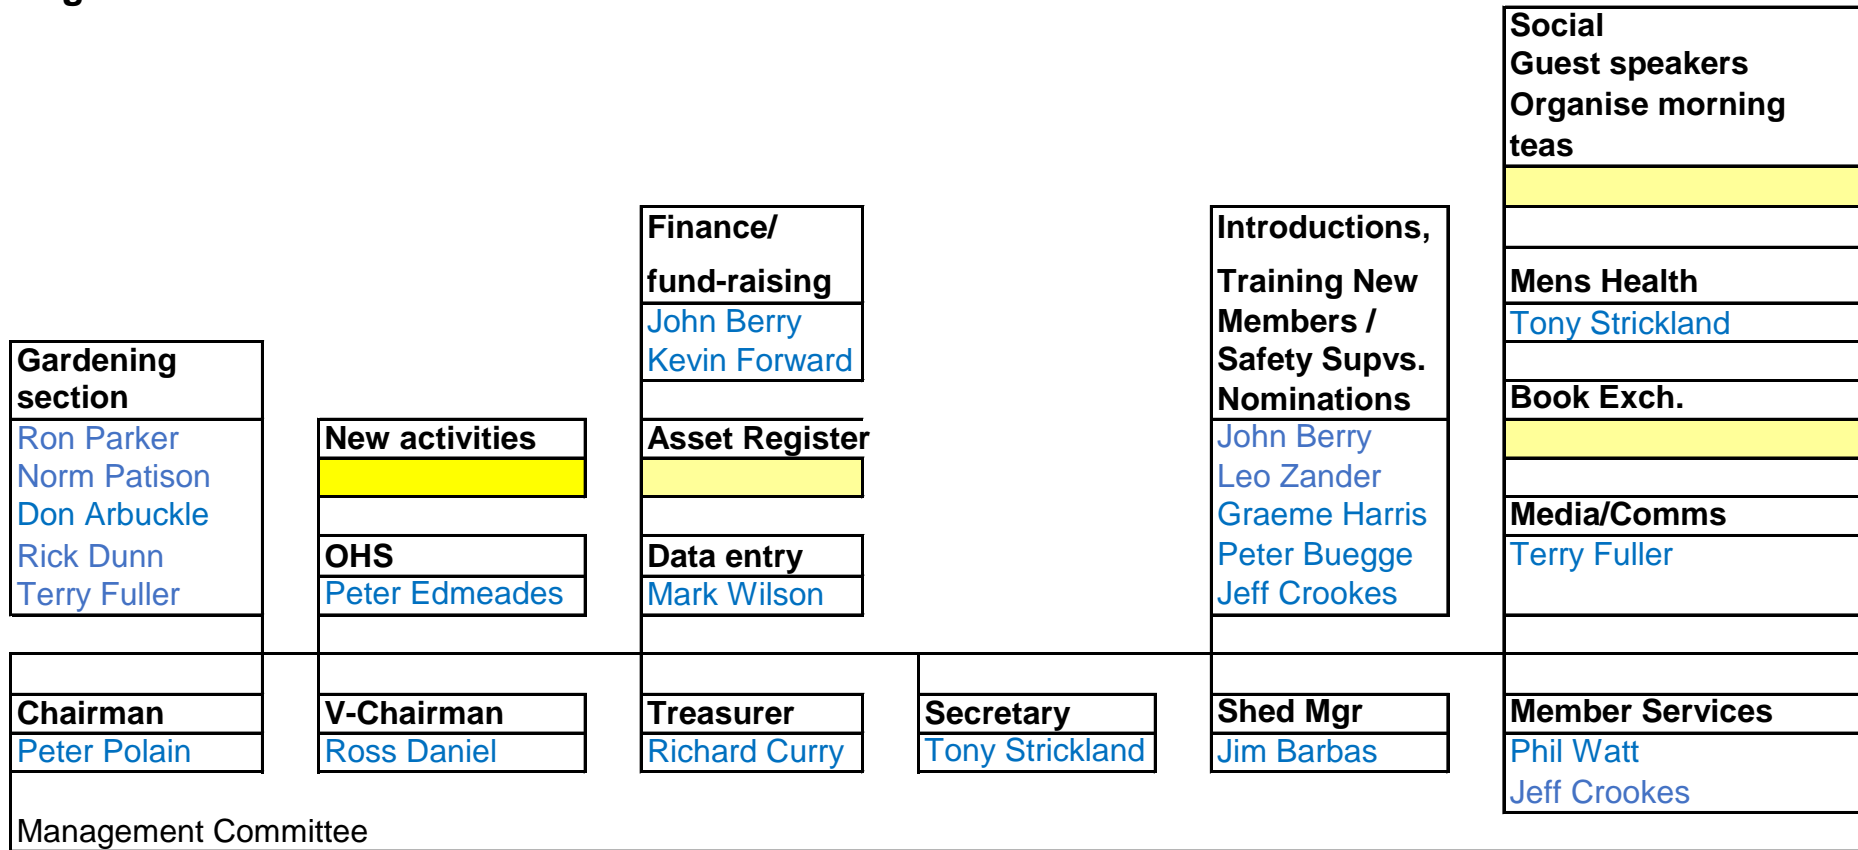 Social
Guest speakers
Organise morning
teas
Finance/
fund-raising
John Berry
Kevin Forward
Introductions,
Training New
Members /
Safety Supvs.
Nominations
Mens Health
Tony Strickland
Gardening
section
Ron Parker
Norm Patison
Don Arbuckle
Rick Dunn
Terry Fuller
New activities
OHS
Peter Edmeades
Asset Register
Data entry
Mark Wilson
John Berry
Leo Zander
Graeme Harris
Peter Buegge
Jeff Crookes
Book Exch.
Media/Comms
Terry Fuller
Chairman
Peter Polain
V-Chairman
Ross Daniel
Treasurer
Richard Curry
Secretary
Tony Strickland
Shed Mgr
Jim Barbas
Member Services
Phil Watt
Jeff Crookes
Management Committee